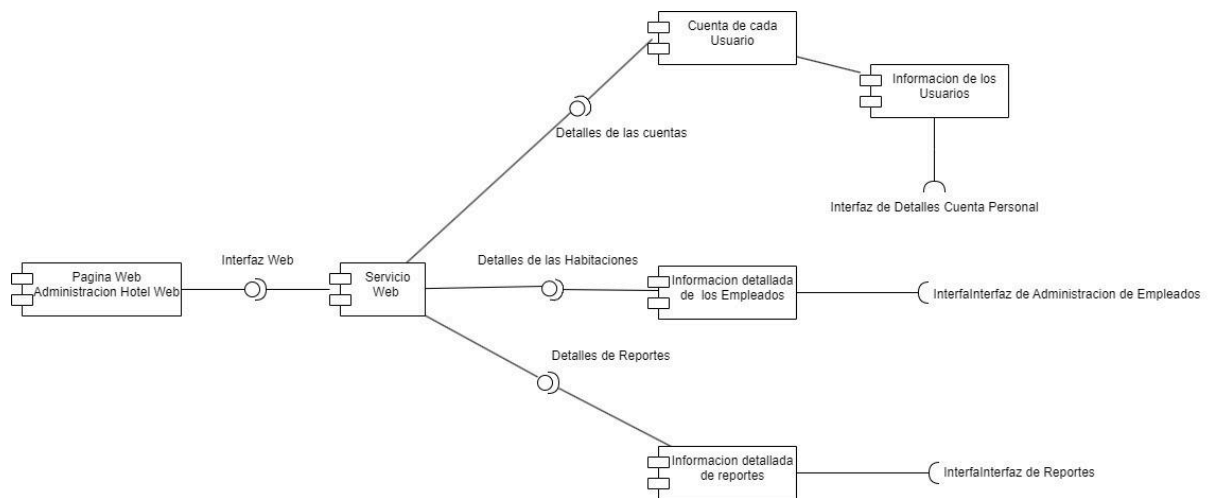 Cuenta de cada
Usuario
Informacion de los
Usuarios
Detalles de las cuentas
Interfaz de Detalles Cuenta Personal
Interfaz Web
Detalles de las Habitaciones
Pagina Web
Administracion Hotel Web
Servicio
Web
Informacion detallada
de los Empleados
InterfaInterfaz de Administracion de Empleados
Detalles de Reportes
Informacion detallada
de reportes
InterfaInterfaz de Reportes